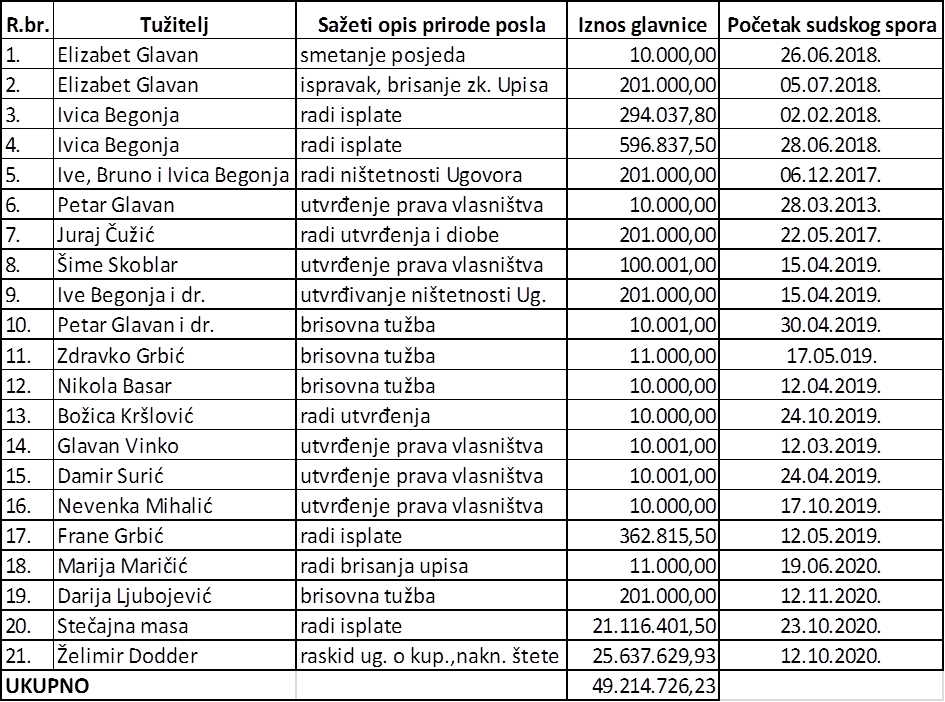 R.br. Tužitelj Sažeti opis prirode posla Iznos glavnice Početak sudskog spora
1. Elizabet Glavan smetanje posjeda 10.000,00 26.06.2018.
2. Elizabet Glavan ispravak, brisanje zk. Upisa 201.000,00 05.07.2018.
3. Ivica Begonja radi isplate 294.037,80 02.02.2018.
4. Ivica Begonja radi isplate 596.837,50 28.06.2018.
5. Ive, Bruno i Ivica Begonja radi ništetnosti Ugovora 201.000,00 06.12.2017.
6. Petar Glavan utvrđenje prava vlasništva 10.000,00 28.03.2013.
7. Juraj Čužić radi utvrđenja i diobe 201.000,00 22.05.2017.
8. Šime Skoblar utvrđenje prava vlasništva 100.001,00 15.04.2019.
9. Ive Begonja i dr. utvrđivanje ništetnosti Ug. 201.000,00 15.04.2019.
10. Petar Glavan i dr. brisovna tužba 10.001,00 30.04.2019.
11. Zdravko Grbić brisovna tužba 11.000,00 17.05.019.
12. Nikola Basar brisovna tužba 10.000,00 12.04.2019.
13. Božica Kršlović radi utvrđenja 10.000,00 24.10.2019.
14. Glavan Vinko utvrđenje prava vlasništva 10.001,00 12.03.2019.
15. Damir Surić utvrđenje prava vlasništva 10.001,00 24.04.2019.
16. Nevenka Mihalić utvrđenje prava vlasništva 10.000,00 17.10.2019.
17. Frane Grbić radi isplate 362.815,50 12.05.2019.
18. Marija Maričić radi brisanja upisa 11.000,00 19.06.2020.
19. Darija Ljubojević brisovna tužba 201.000,00 12.11.2020.
20. Stečajna masa radi isplate 21.116.401,50 23.10.2020.
21. Želimir Dodder raskid ug. o kup.,nakn. štete 25.637.629,93 12.10.2020.
UKUPNO 49.214.726,23